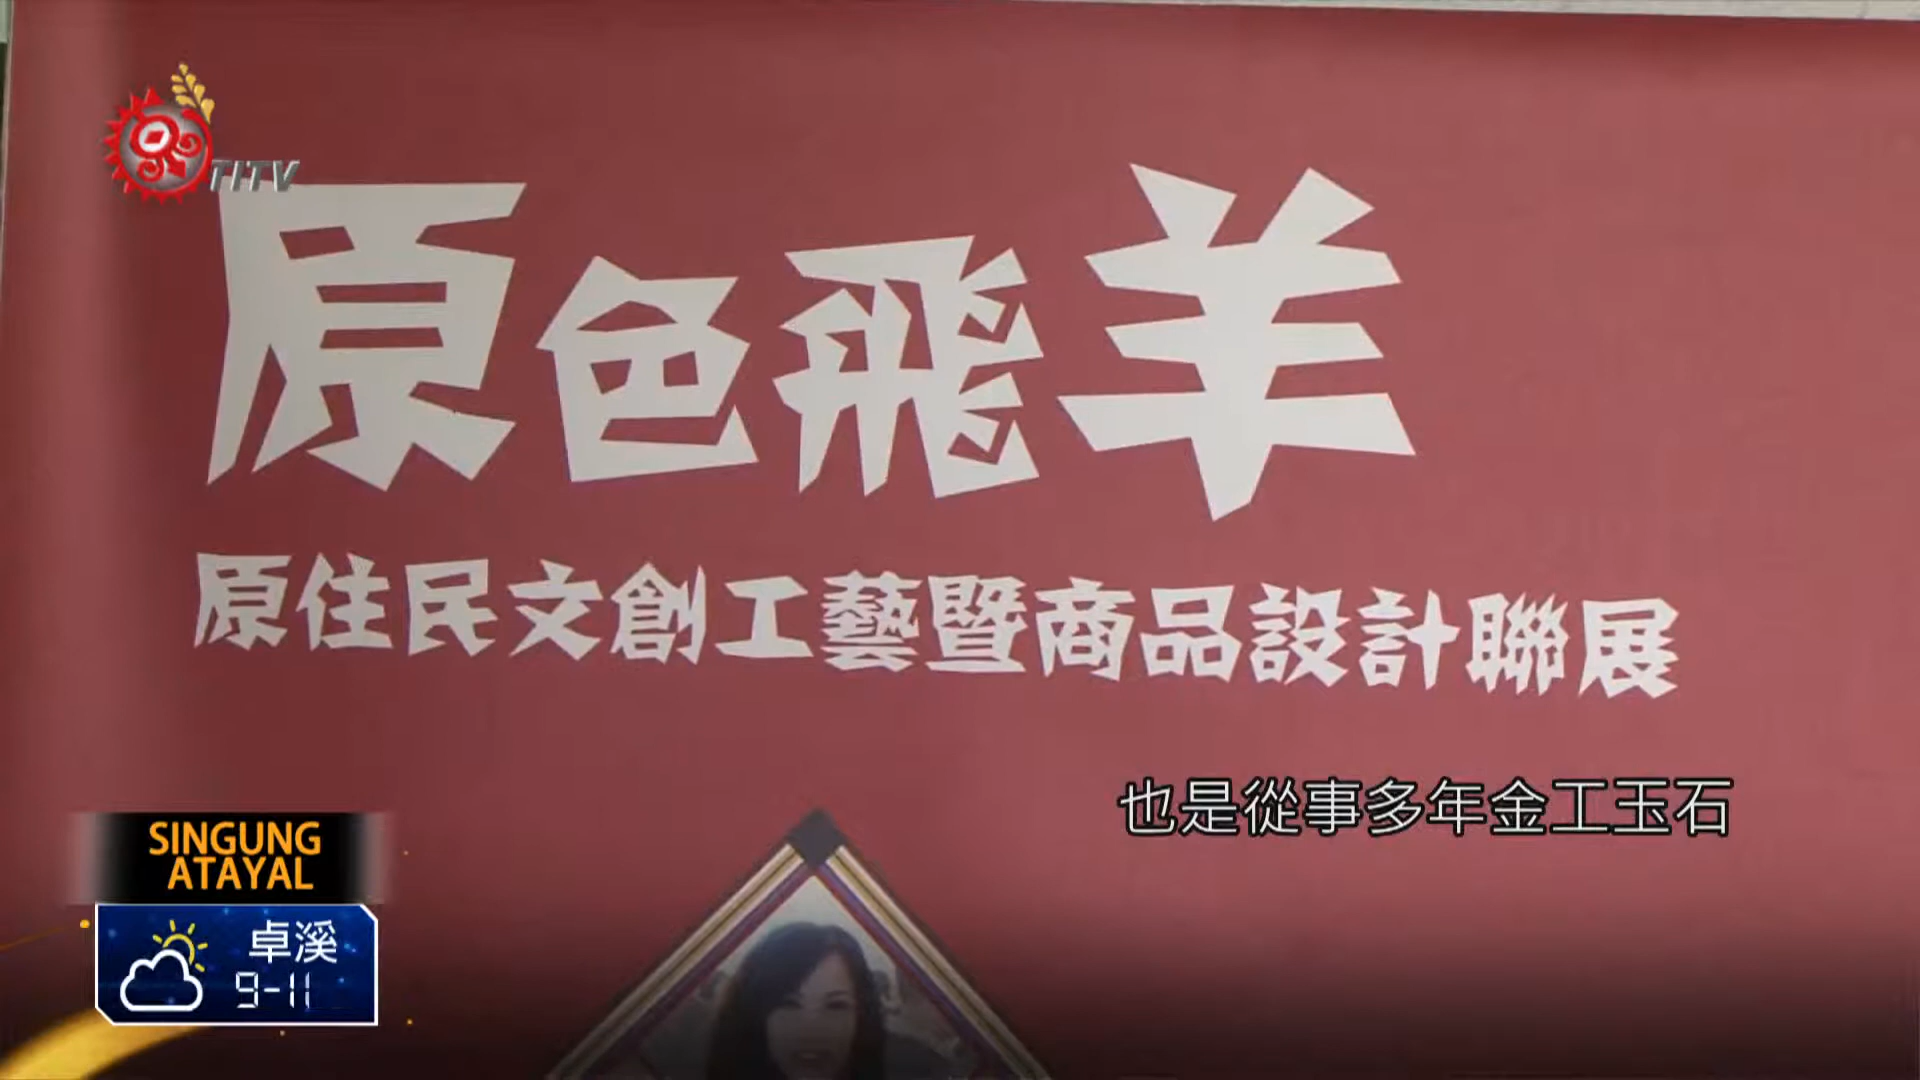 TITV
原色飛羊
原住民文創工藝暨商品設計聯展
也是從事多年金工玉石
SINGUNG
ATAYAL
卓溪
9-11